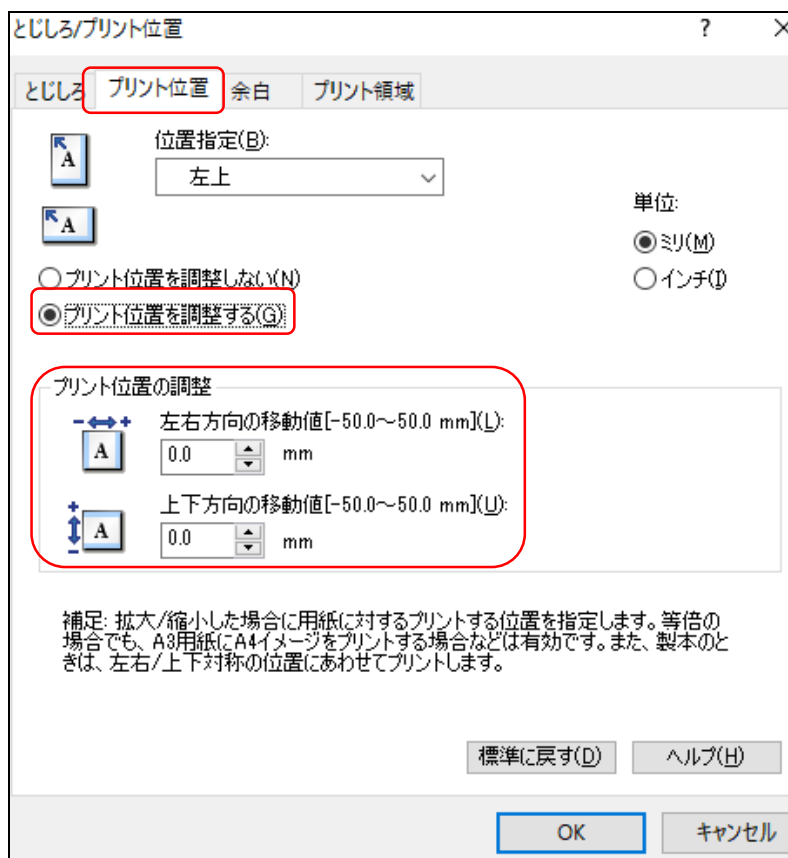 とじしろ/プリント位置 ? ×
とじしろ プリント位置 余白 プリント領域
位置指定(B):
A
左上
単位:
A
ミリ(M)
プリント位置を調整しない(N)
インチ(I)
プリント位置を調整する(G)
プリント位置の調整
左右方向の移動値[-50.0~50.0 mm](L):
- +
A
0.0 mm
上下方向の移動値[-50.0~50.0 mm](U):
+
A
-
0.0 mm
補足: 拡大/縮小した場合に用紙に対するプリントする位置を指定します。等倍の
場合でも、A3用紙にA4イメージをプリントする場合などは有効です。また、製本のと
きは、左右/上下対称の位置にあわせてプリントします。
標準に戻す(D) ヘルプ(H)
OK キャンセル